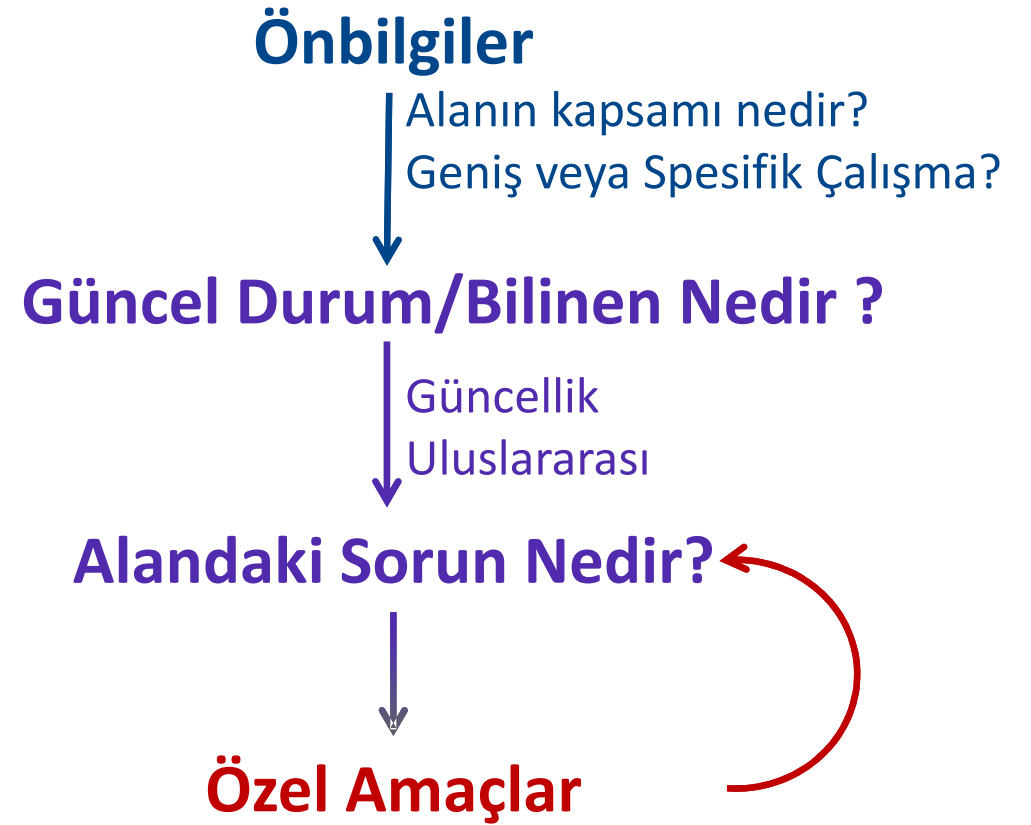 Önbilgiler
Alanın kapsamı nedir?
Geniş veya Spesifik Çalışma?
Güncel Durum/Bilinen Nedir ?
Güncellik
Uluslararası
Alandaki Sorun Nedir?
Özel Amaçlar